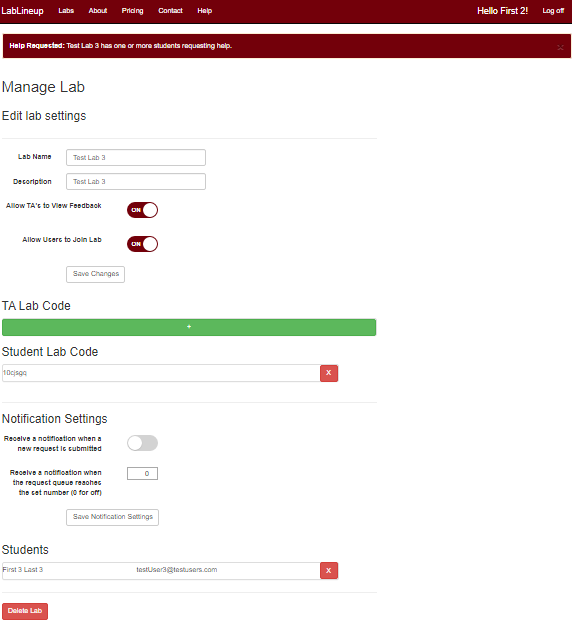 LabLineup Labs About Pricing Contact Help Hello First 2! Log off
Help Requested: Test Lab 3 has one or more students requesting help. ×
Manage Lab
Edit lab settings
Lab Name Test Lab 3
Description Test Lab 3
Allow TA's to View Feedback ON
Allow Users to Join Lab ON
Save Changes
TA Lab Code
+
Student Lab Code
10cjsgq X
Notification Settings
Receive a notification when a
new request is submitted
Receive a notification when
the request queue reaches 0
the set number (0 for off)
Save Notification Settings
Students
First 3 Last 3 testUser3@testusers.com X
Delete Lab